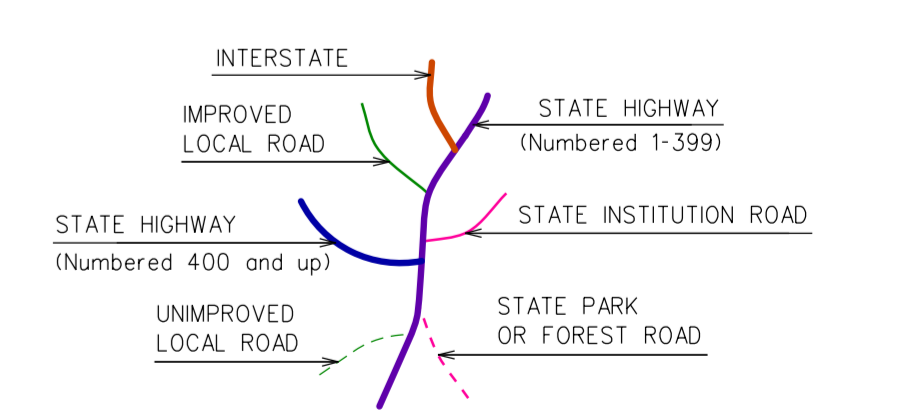 INTERSTATE
IMPROVED
LOCAL ROAD
STATE HIGHWAY
(Numbered 1-399)
STATE HIGHWAY
(Numbered 400 and up)
STATE INSTITUTION ROAD
UNIMPROVED
LOCAL ROAD
STATE PARK
OR FOREST ROAD